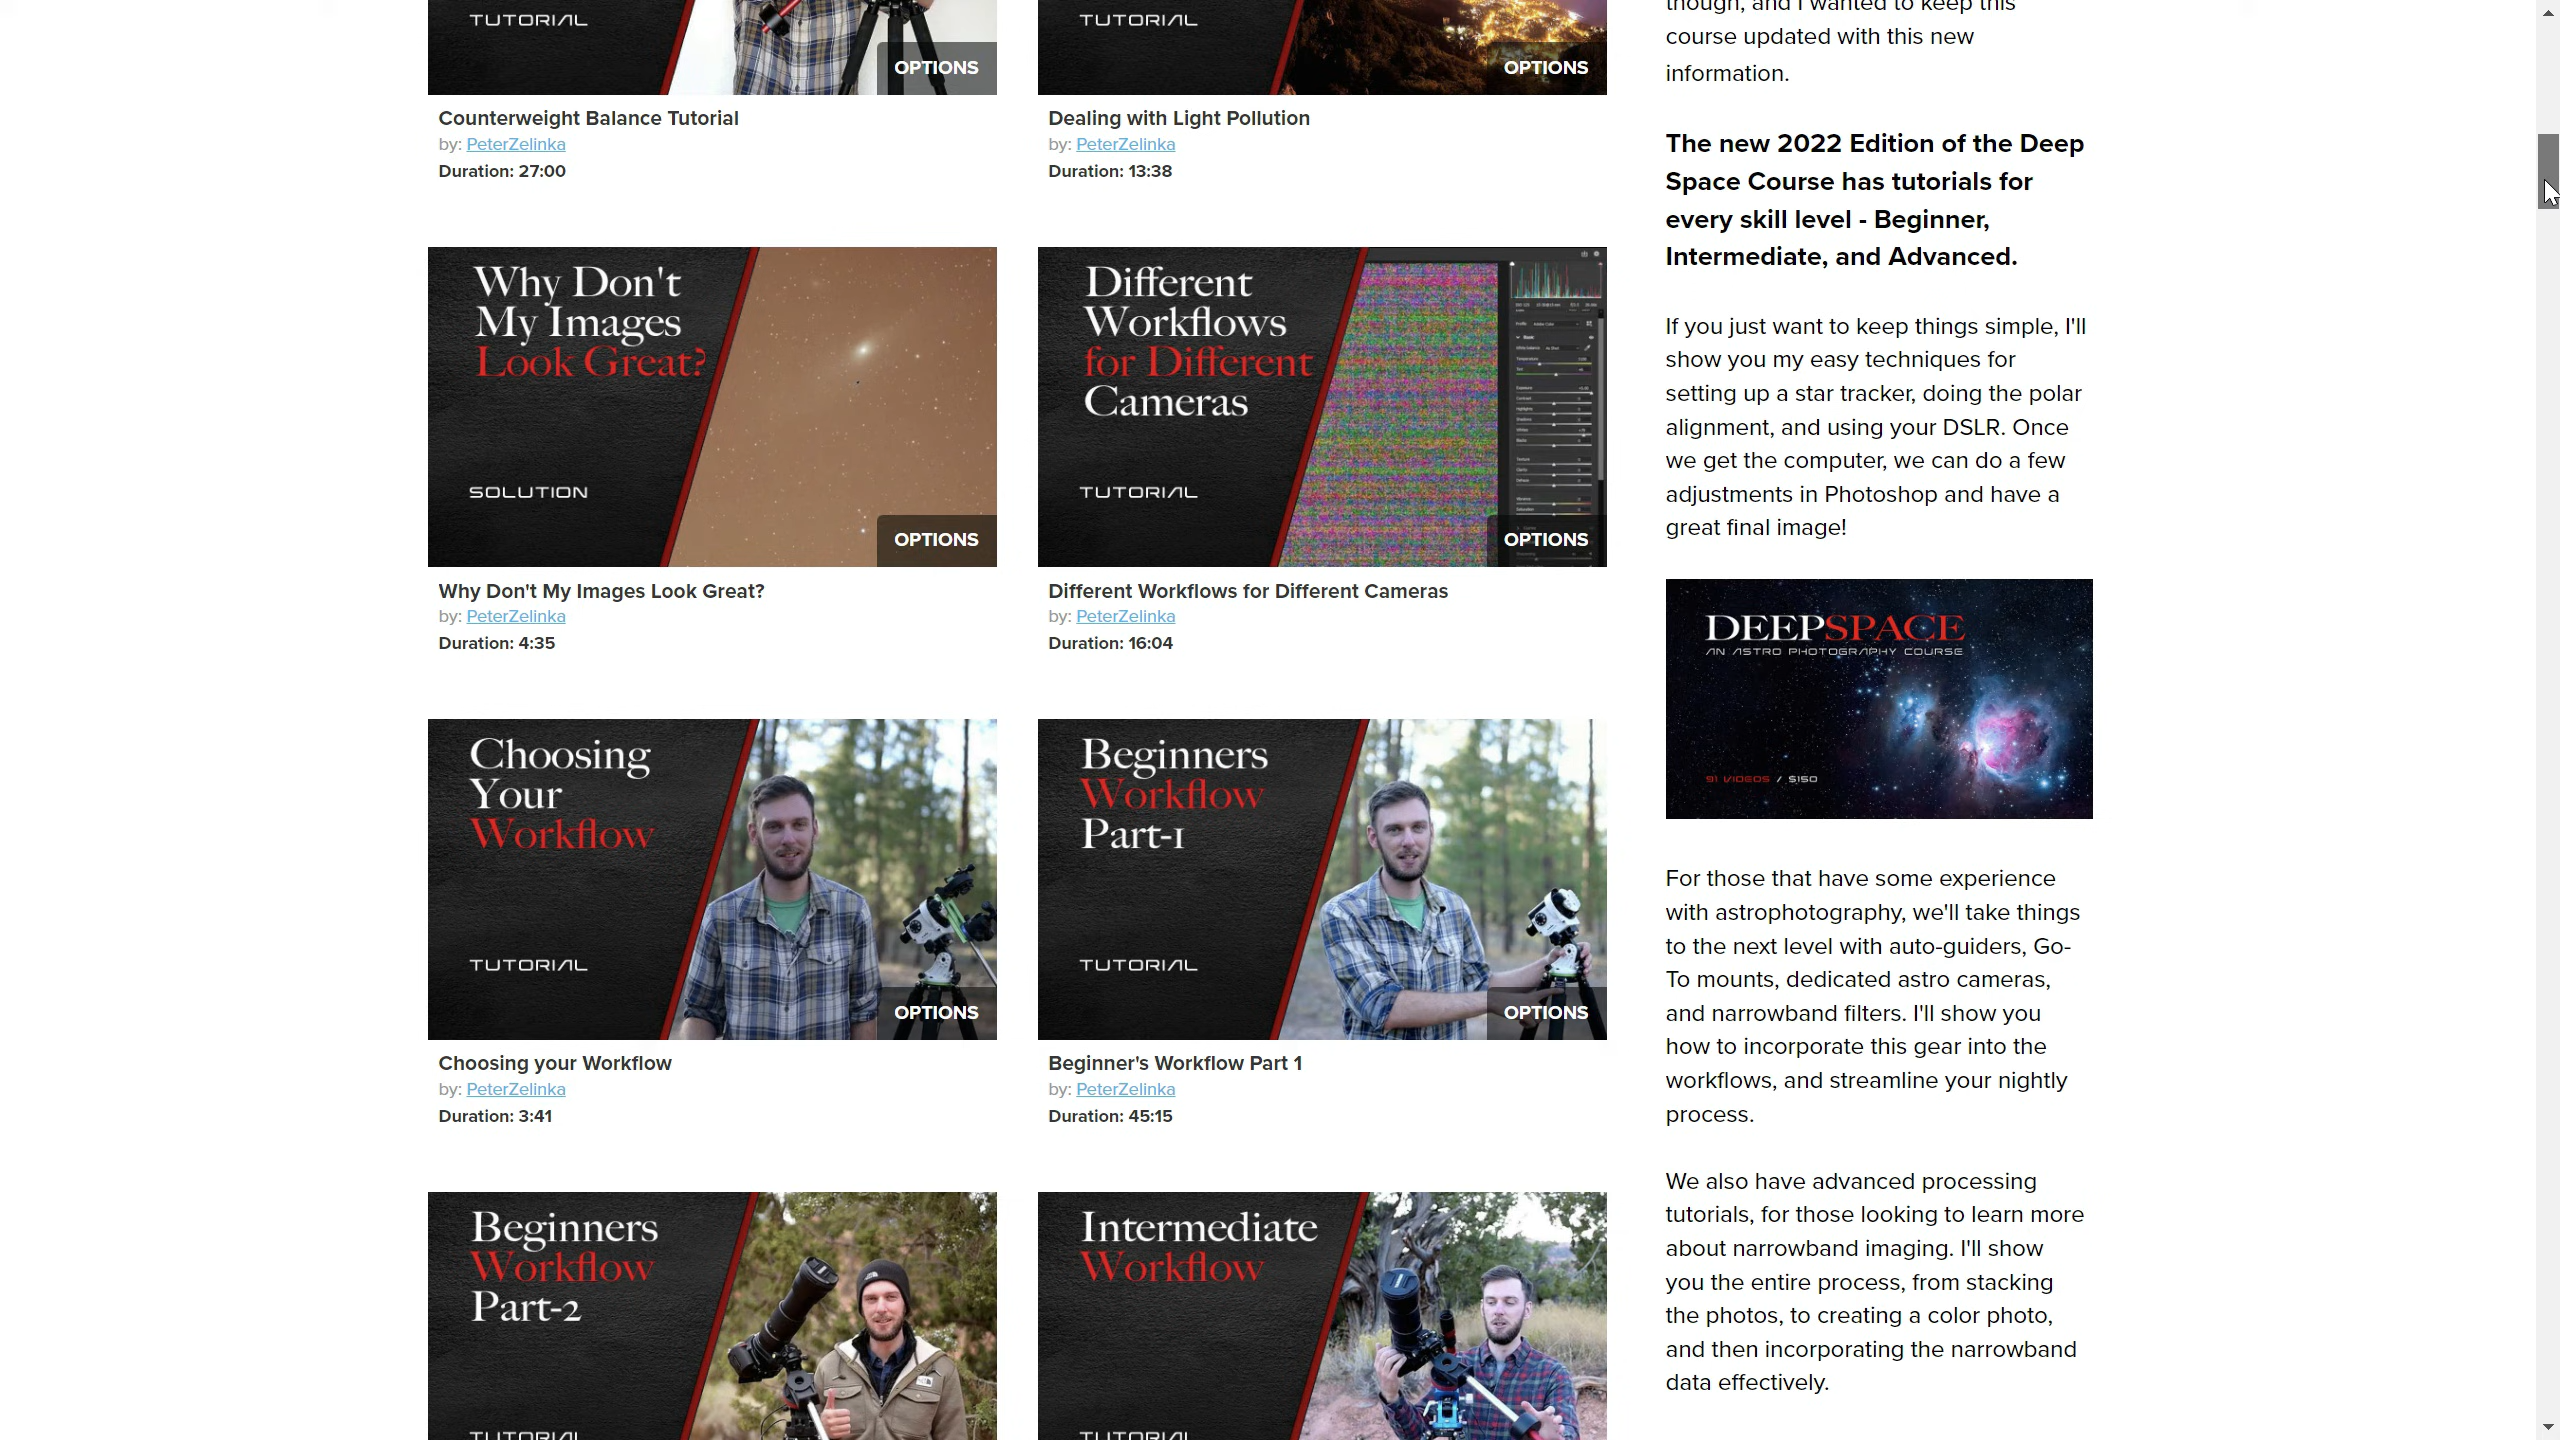 TUTORIAL
OPTIONS
Counterweight Balance Tutorial
by: PeterZelinka
Duration: 27:00
TUTORIAL
OPTIONS
Dealing with Light Pollution
by: PeterZelinka
Duration: 13:38
Why Don't
My Images
Look Great?
SOLUTION
OPTIONS
Why Don't My Images Look Great?
by: PeterZelinka
Duration: 4:35
Different
Workflows
for Different
Cameras
TUTORIAL
OPTIONS
Different Workflows for Different Cameras
by: PeterZelinka
Duration: 16:04
Choosing
Your
Workflow
TUTORIAL
OPTIONS
Choosing your Workflow
by: PeterZelinka
Duration: 3:41
Beginners
Workflow
Part-1
TUTORIAL
OPTIONS
Beginner's Workflow Part 1
by: PeterZelinka
Duration: 45:15
Beginners
Workflow
Part-2
TUTORIAL
Intermediate
Workflow
TUTORIAL
though, and I wanted to keep this
course updated with this new
information.
The new 2022 Edition of the Deep
Space Course has tutorials for
every skill level - Beginner,
Intermediate, and Advanced.
If you just want to keep things simple, I'll
show you my easy techniques for
setting up a star tracker, doing the polar
alignment, and using your DSLR. Once
we get the computer, we can do a few
adjustments in Photoshop and have a
great final image!
DEEPSPACE
AN ASTRO PHOTOGRAPHY COURSE
91 VIDEOS / $150
For those that have some experience
with astrophotography, we'll take things
to the next level with auto-guiders, Go-
To mounts, dedicated astro cameras,
and narrowband filters. I'll show you
how to incorporate this gear into the
workflows, and streamline your nightly
process.
We also have advanced processing
tutorials, for those looking to learn more
about narrowband imaging. I'll show
you the entire process, from stacking
the photos, to creating a color photo,
and then incorporating the narrowband
data effectively.